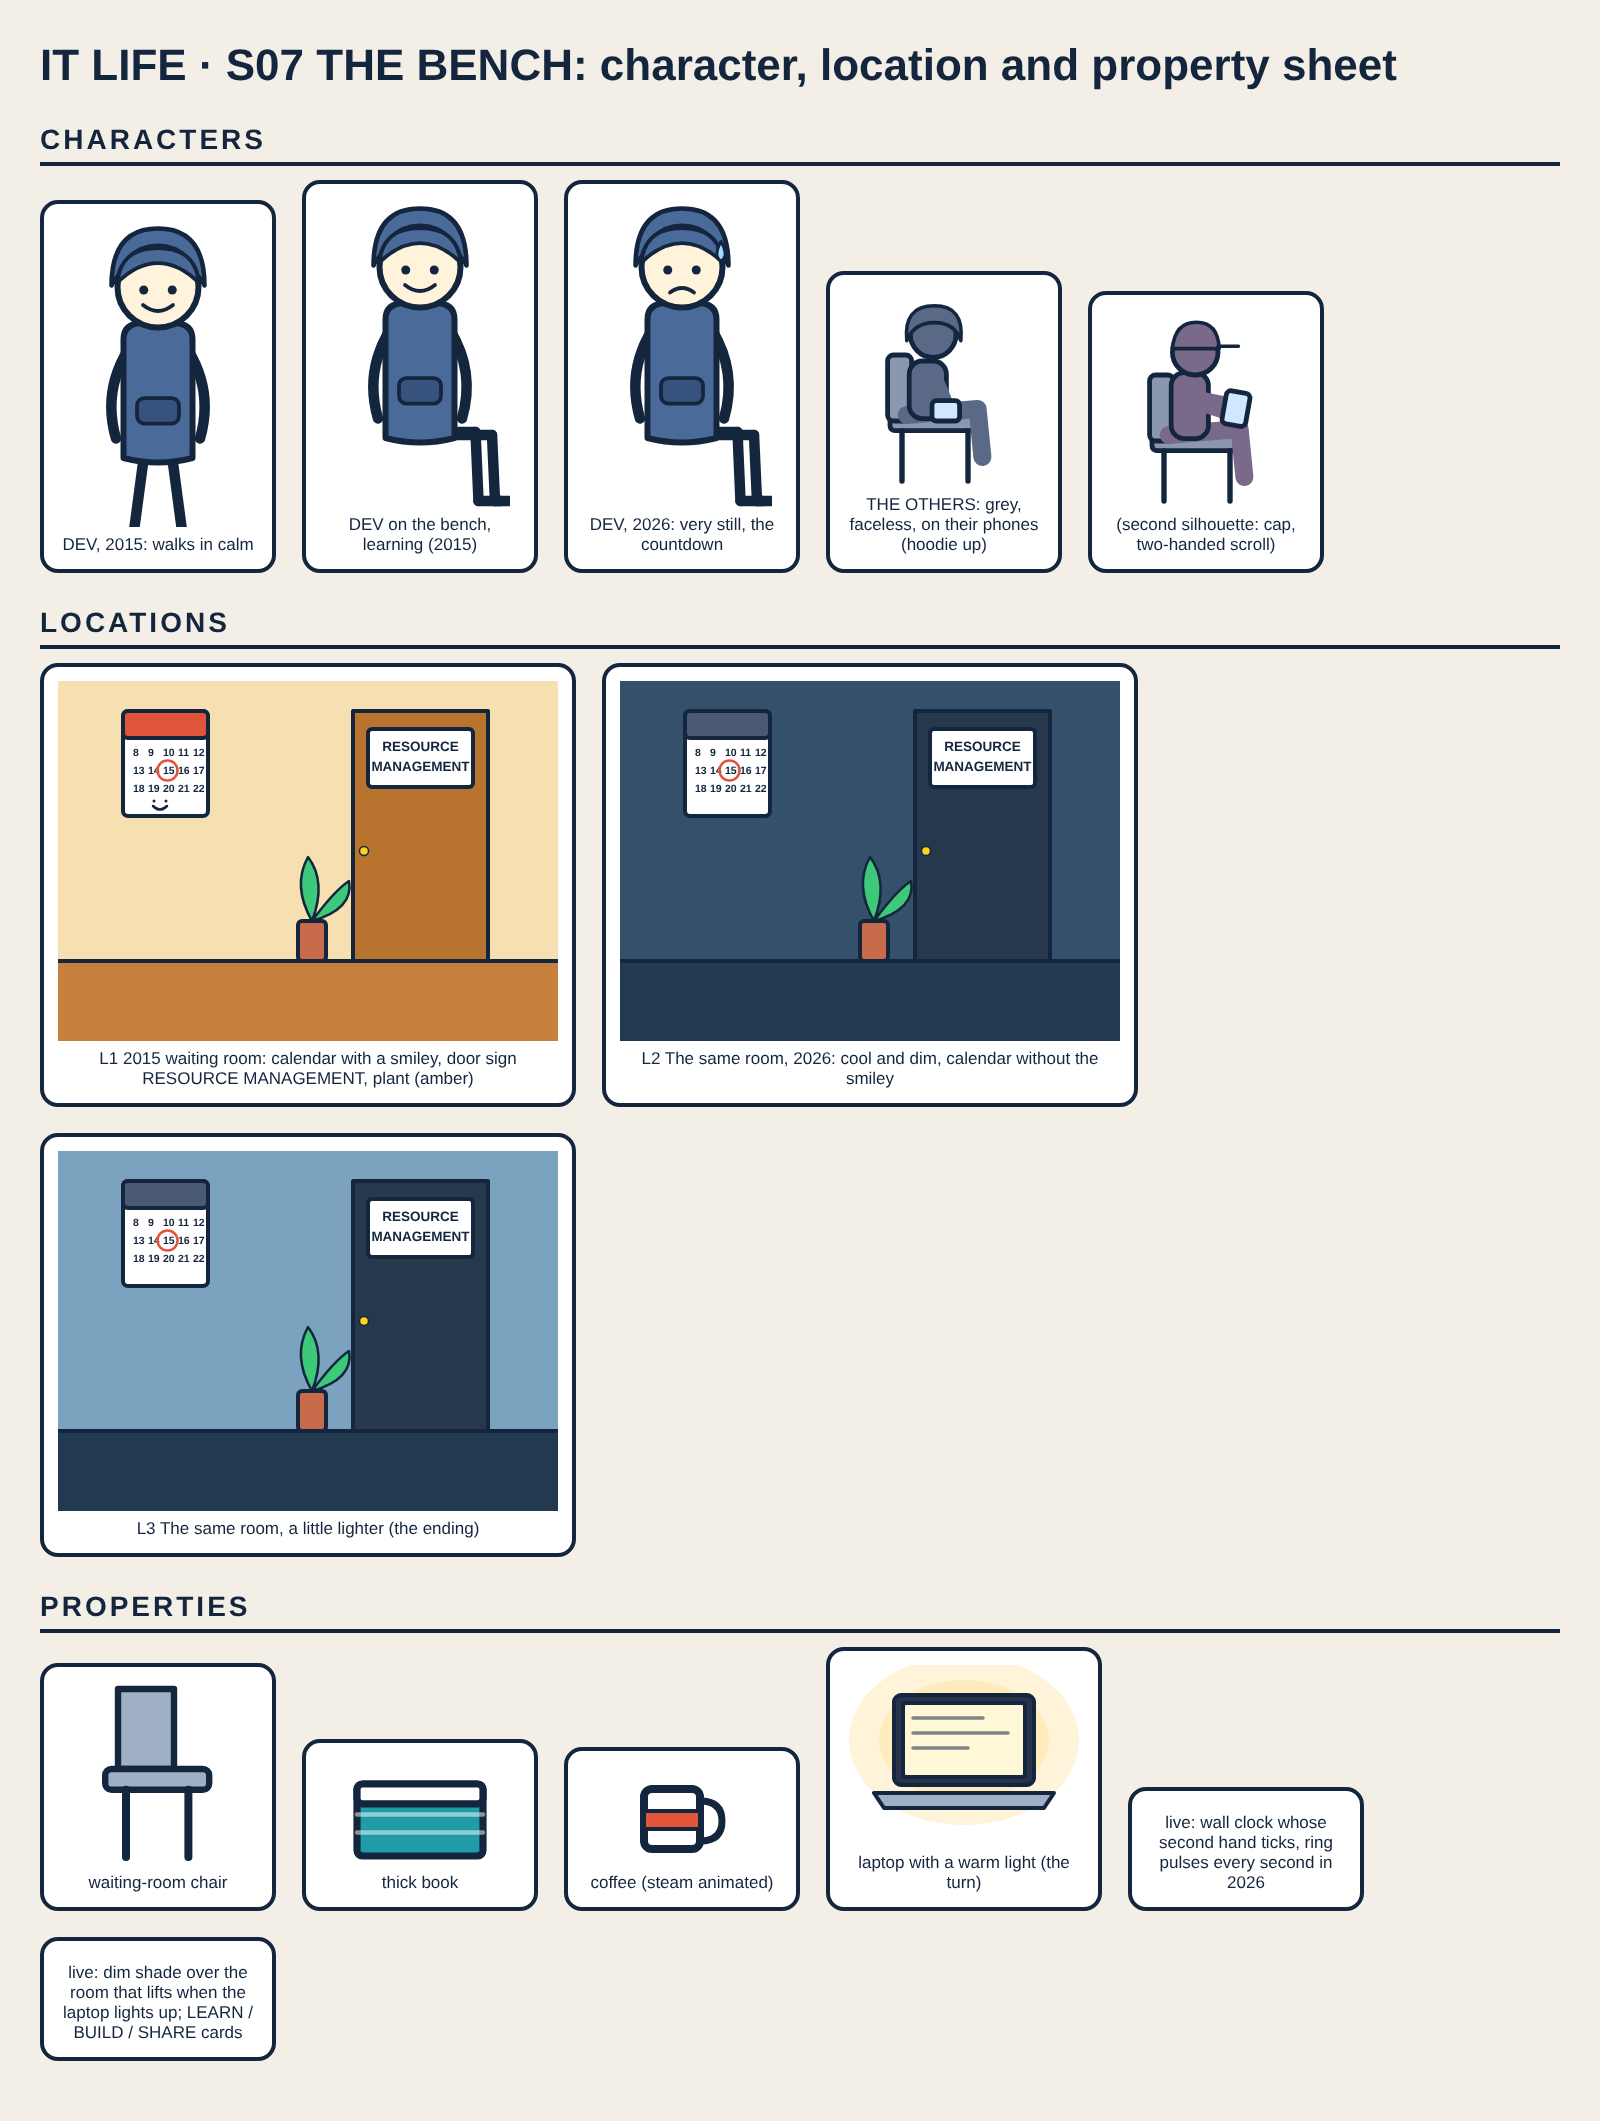 IT LIFE · S07 THE BENCH: character, location and property sheet
CHARACTERS
DEV, 2015: walks in calm
DEV on the bench,
learning (2015)
DEV, 2026: very still, the
countdown
THE OTHERS: grey,
faceless, on their phones
(hoodie up)
(second silhouette: cap,
two-handed scroll)
LOCATIONS
8 9 10 11 12
13 14 15 16 17
18 19 20 21 22
RESOURCE
MANAGEMENT
L1 2015 waiting room: calendar with a smiley, door sign
RESOURCE MANAGEMENT, plant (amber)
8 9 10 11 12
13 14 15 16 17
18 19 20 21 22
RESOURCE
MANAGEMENT
L2 The same room, 2026: cool and dim, calendar without the
smiley
8 9 10 11 12
13 14 15 16 17
18 19 20 21 22
RESOURCE
MANAGEMENT
L3 The same room, a little lighter (the ending)
PROPERTIES
waiting-room chair
thick book
coffee (steam animated)
laptop with a warm light (the
turn)
live: wall clock whose
second hand ticks, ring
pulses every second in
2026
live: dim shade over the
room that lifts when the
laptop lights up; LEARN /
BUILD / SHARE cards